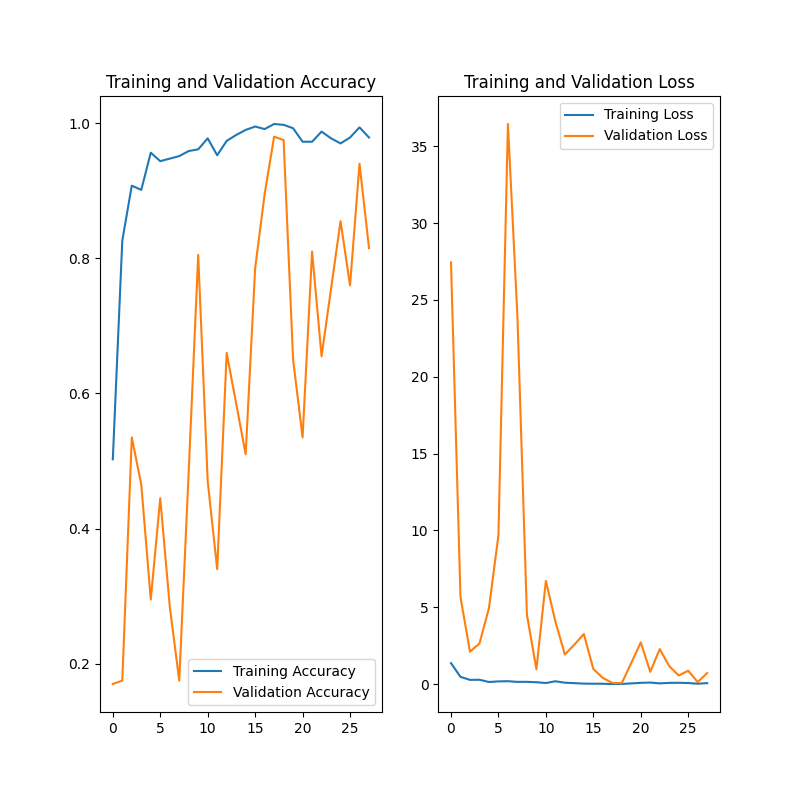 Training and Validation Accuracy
1.0
0.8
0.6
0.4
0.2
0 5 10 15 20 25
Training Accuracy
Validation Accuracy
Training and Validation Loss
35
30
25
20
15
10
5
0
0 5 10 15 20 25
Training Loss
Validation Loss